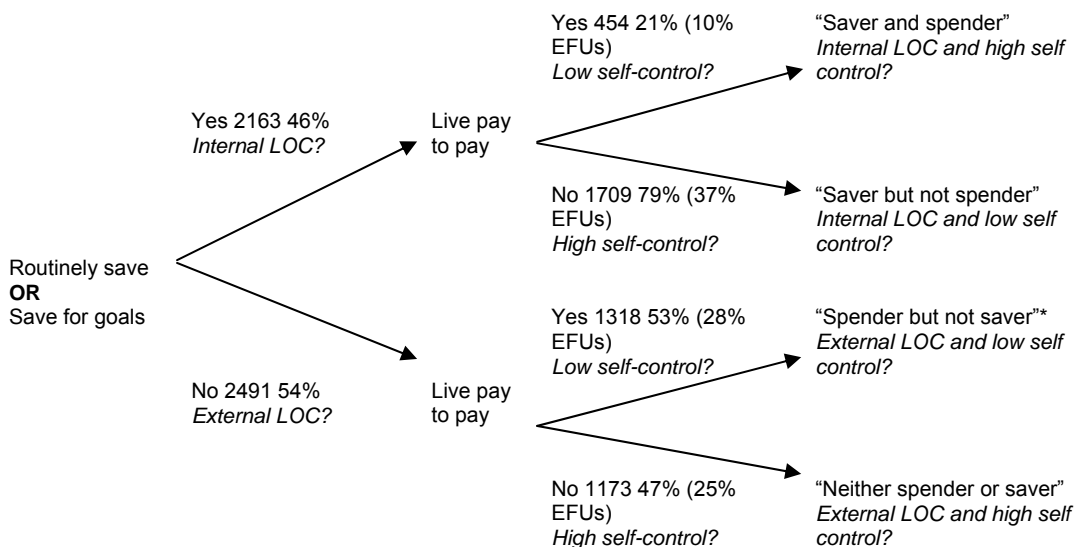 Yes 454 21% (10%
EFUs)
Low self-control?
“Saver and spender”
Internal LOC and high self
control?
Yes 2163 46%
Internal LOC?
Live pay
to pay
No 1709 79% (37%
EFUs)
High self-control?
“Saver but not spender”
Internal LOC and low self
control?
Routinely save
OR
Save for goals
Yes 1318 53% (28%
EFUs)
Low self-control?
“Spender but not saver”*
External LOC and low self
control?
No 2491 54%
External LOC?
Live pay
to pay
No 1173 47% (25%
EFUs)
High self-control?
“Neither spender or saver”
External LOC and high self
control?